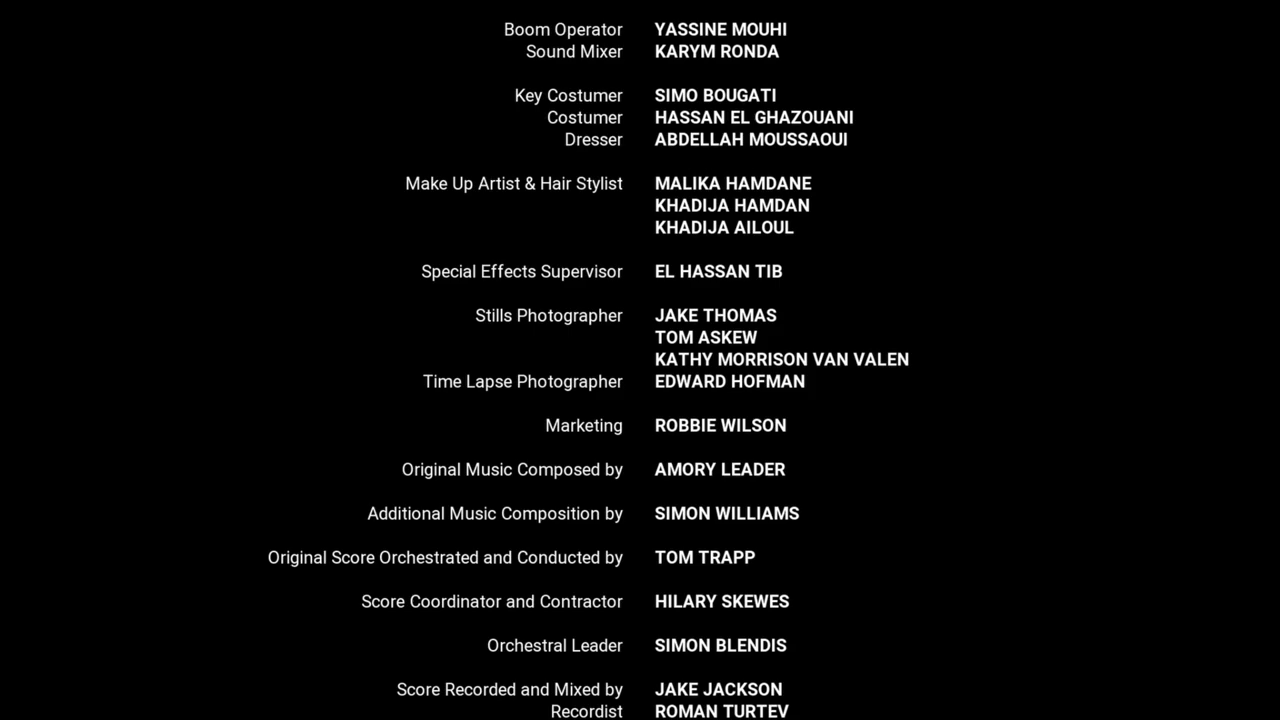 Boom Operator YASSINE MOUHI
Sound Mixer KARYM RONDA
Key Costumer SIMO BOUGATI
Costumer HASSAN EL GHAZOUANI
Dresser ABDELLAH MOUSSAOUI
Make Up Artist & Hair Stylist MALIKA HAMDANE
KHADIJA HAMDAN
KHADIJA AILOUL
Special Effects Supervisor EL HASSAN TIB
Stills Photographer JAKE THOMAS
TOM ASKEW
KATHY MORRISON VAN VALEN
Time Lapse Photographer EDWARD HOFMAN
Marketing ROBBIE WILSON
Original Music Composed by AMORY LEADER
Additional Music Composition by SIMON WILLIAMS
Original Score Orchestrated and Conducted by TOM TRAPP
Score Coordinator and Contractor HILARY SKEWES
Orchestral Leader SIMON BLENDIS
Score Recorded and Mixed by JAKE JACKSON
Recordist ROMAN TURTEV